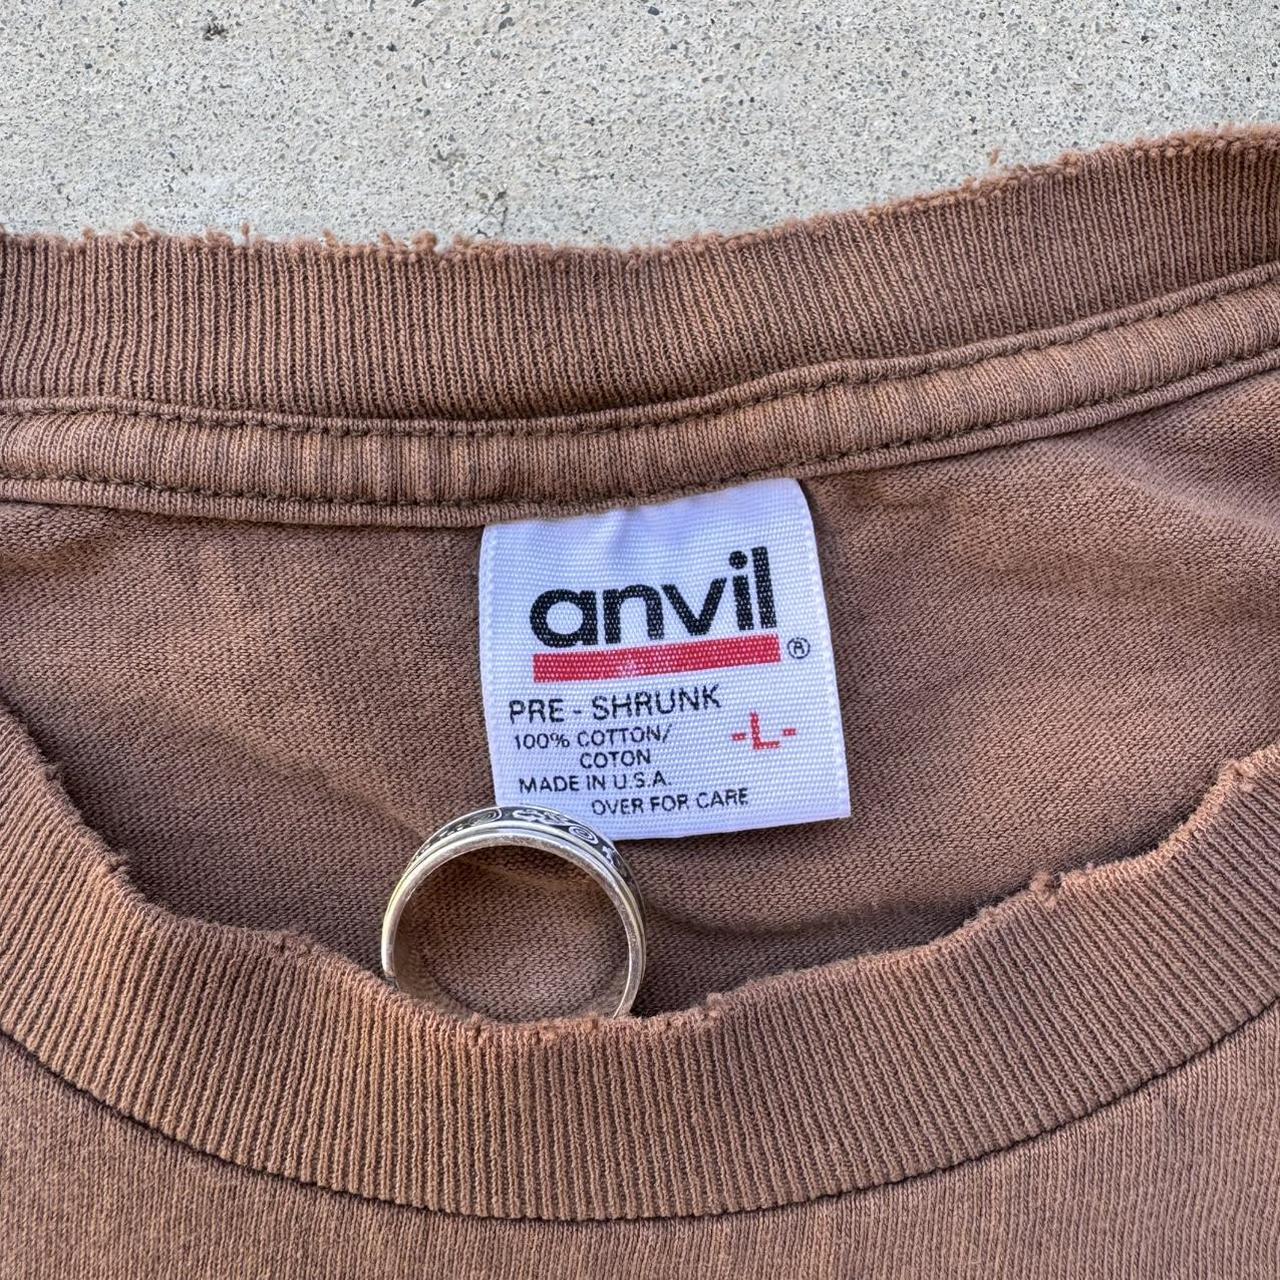 anvil ®
PRE - SHRUNK
100% COTTON/
COTON
-L-
MADE IN U.S.A.
OVER FOR CARE